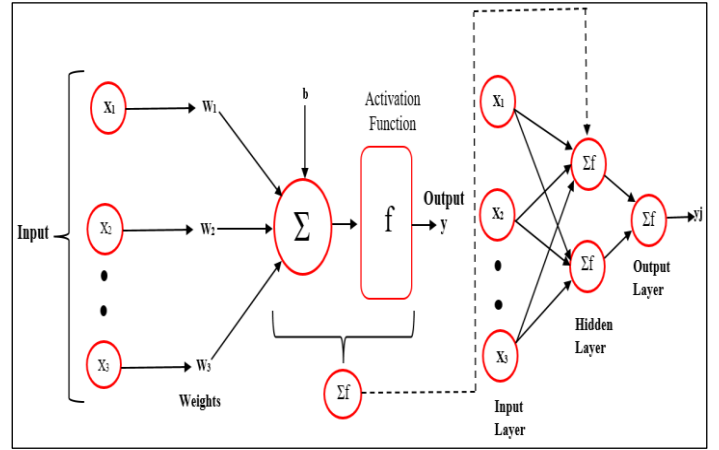 Input
X1
X2
X3
W1
W2
W3
Weights
b
Σ
Activation
Function
f
Output
y
Σf
X1
X2
X3
Input
Layer
Σf
Σf
Hidden
Layer
Σf
Output
Layer
yj